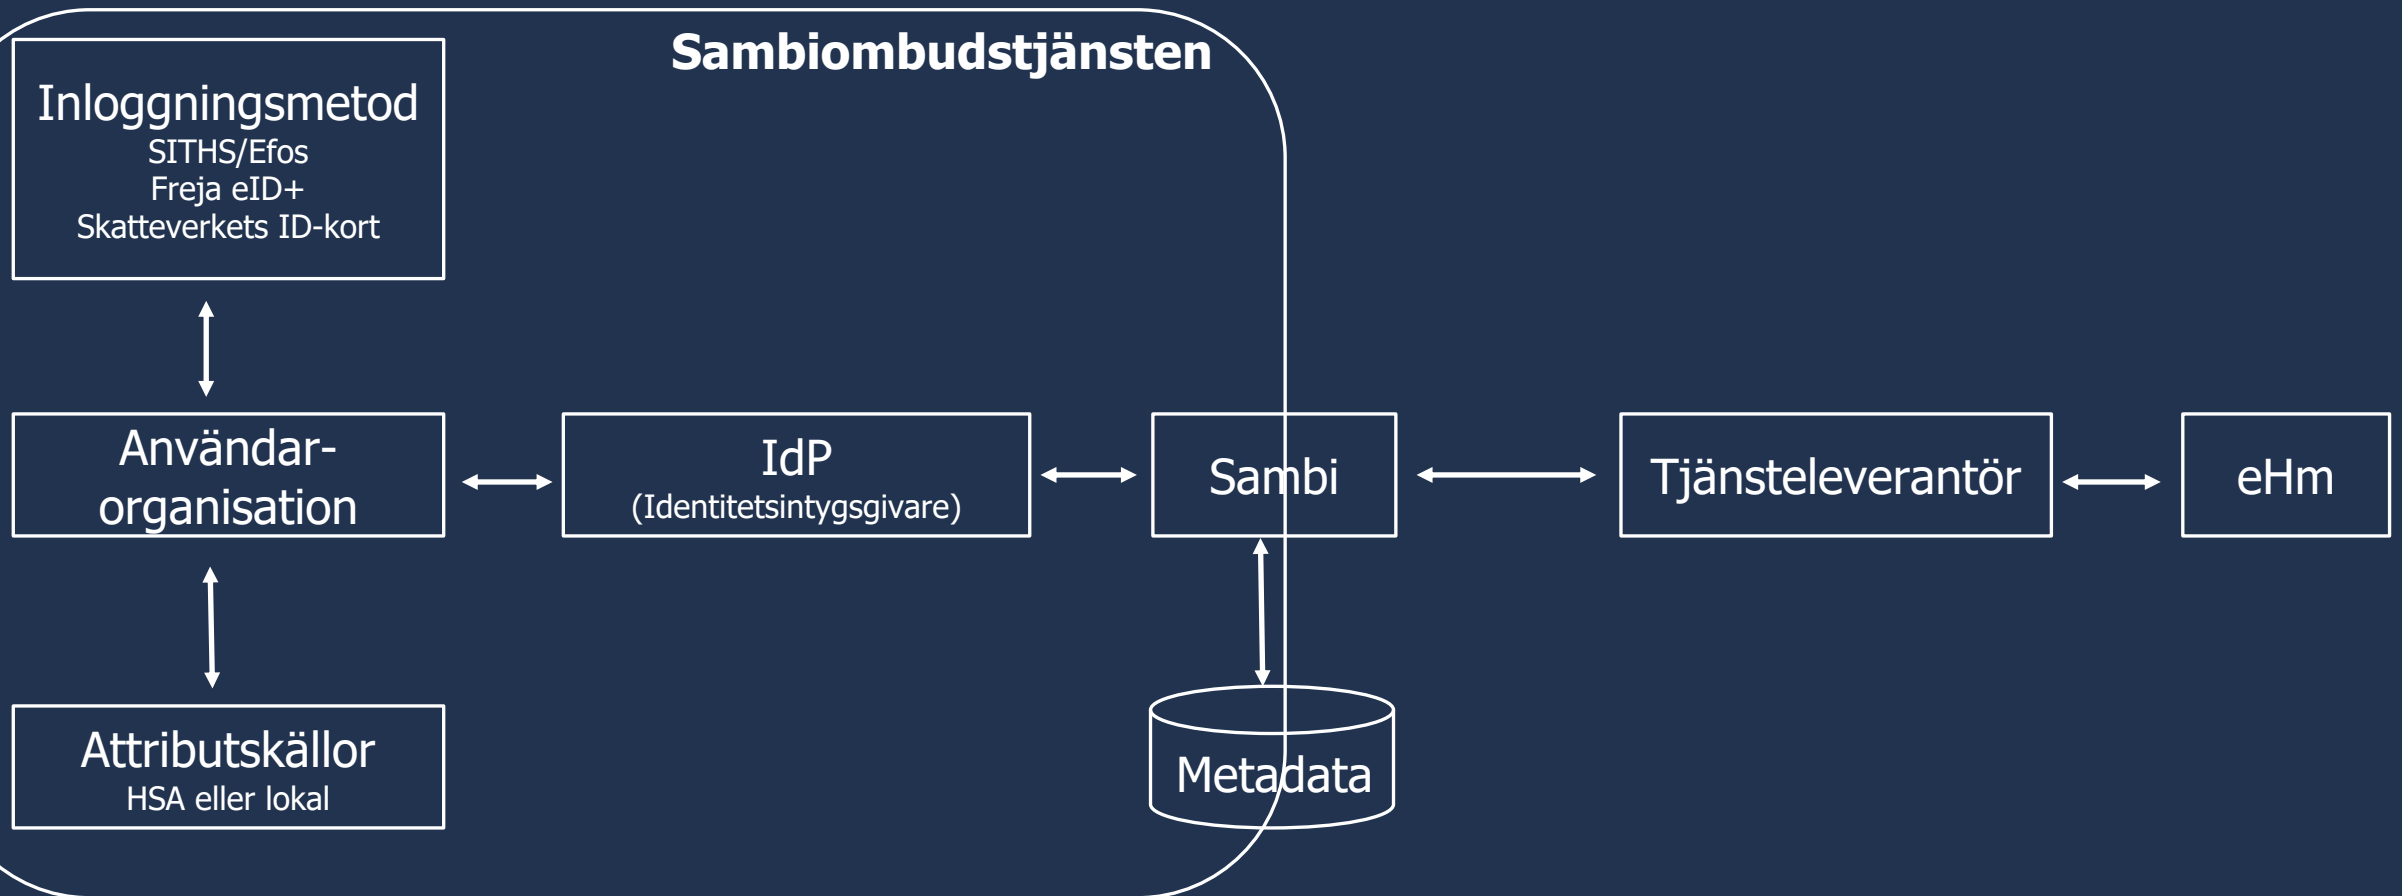 Sambiombudstjänsten
Inloggningsmetod
SITHS/Efos
Freja eID+
Skatteverkets ID-kort
Användar-
organisation
IdP
(Identitetsintygsgivare)
Sambi
Tjänsteleverantör
eHm
Attributskällor
HSA eller lokal
Metadata